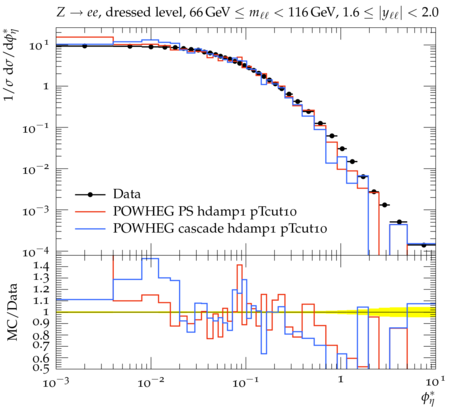 Z → ee, dressed level, 66 GeV ≤ mℓℓ < 116 GeV, 1.6 ≤ |yℓℓ| < 2.0
1/σ dσ/dϕ*η
10¹
1
10⁻¹
10⁻²
10⁻³
10⁻⁴
Data
POWHEG PS hdamp1 pTcut10
POWHEG cascade hdamp1 pTcut10
MC/Data
1.4
1.3
1.2
1.1
1
0.9
0.8
0.7
0.6
0.5
10⁻³ 10⁻² 10⁻¹ 1 10¹
ϕ*η